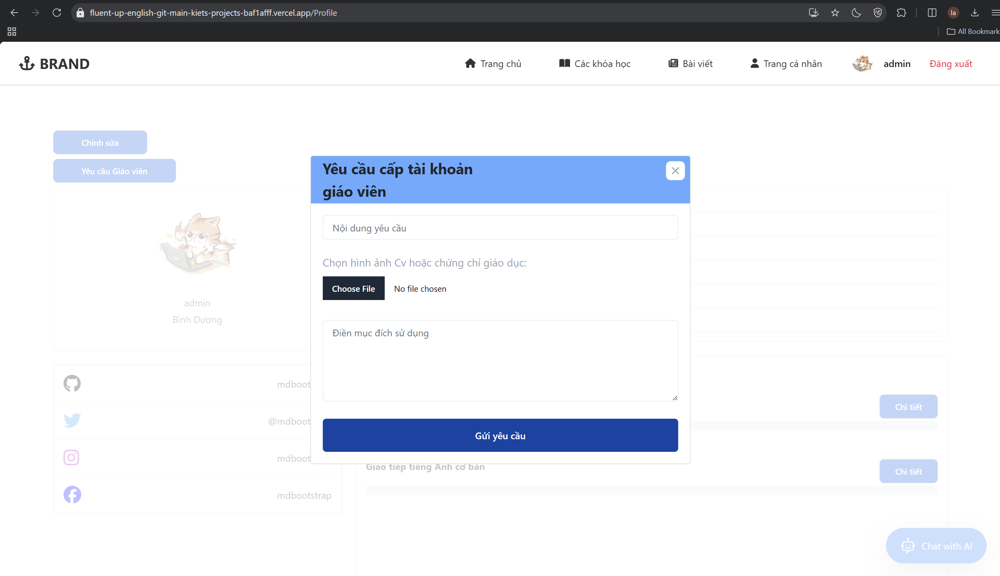 fluent-up-english-git-main-kiets-projects-baf1afff.vercel.app/Profile
la
All Bookmark
BRAND
Trang chủ
Các khóa học
Bài viết
Trang cá nhân
admin
Đăng xuất
Chỉnh sửa
Yêu cầu Giáo viên
admin
Bình Dương
mdboot
@mdboot
mdboot
mdbootstrap
Yêu cầu cấp tài khoản
giáo viên
Nội dung yêu cầu
Chọn hình ảnh Cv hoặc chứng chỉ giáo dục:
Choose File
No file chosen
Điền mục đích sử dụng
Gửi yêu cầu
Chi tiết
Giao tiếp tiếng Anh cơ bản
Chi tiết
Chat with AI